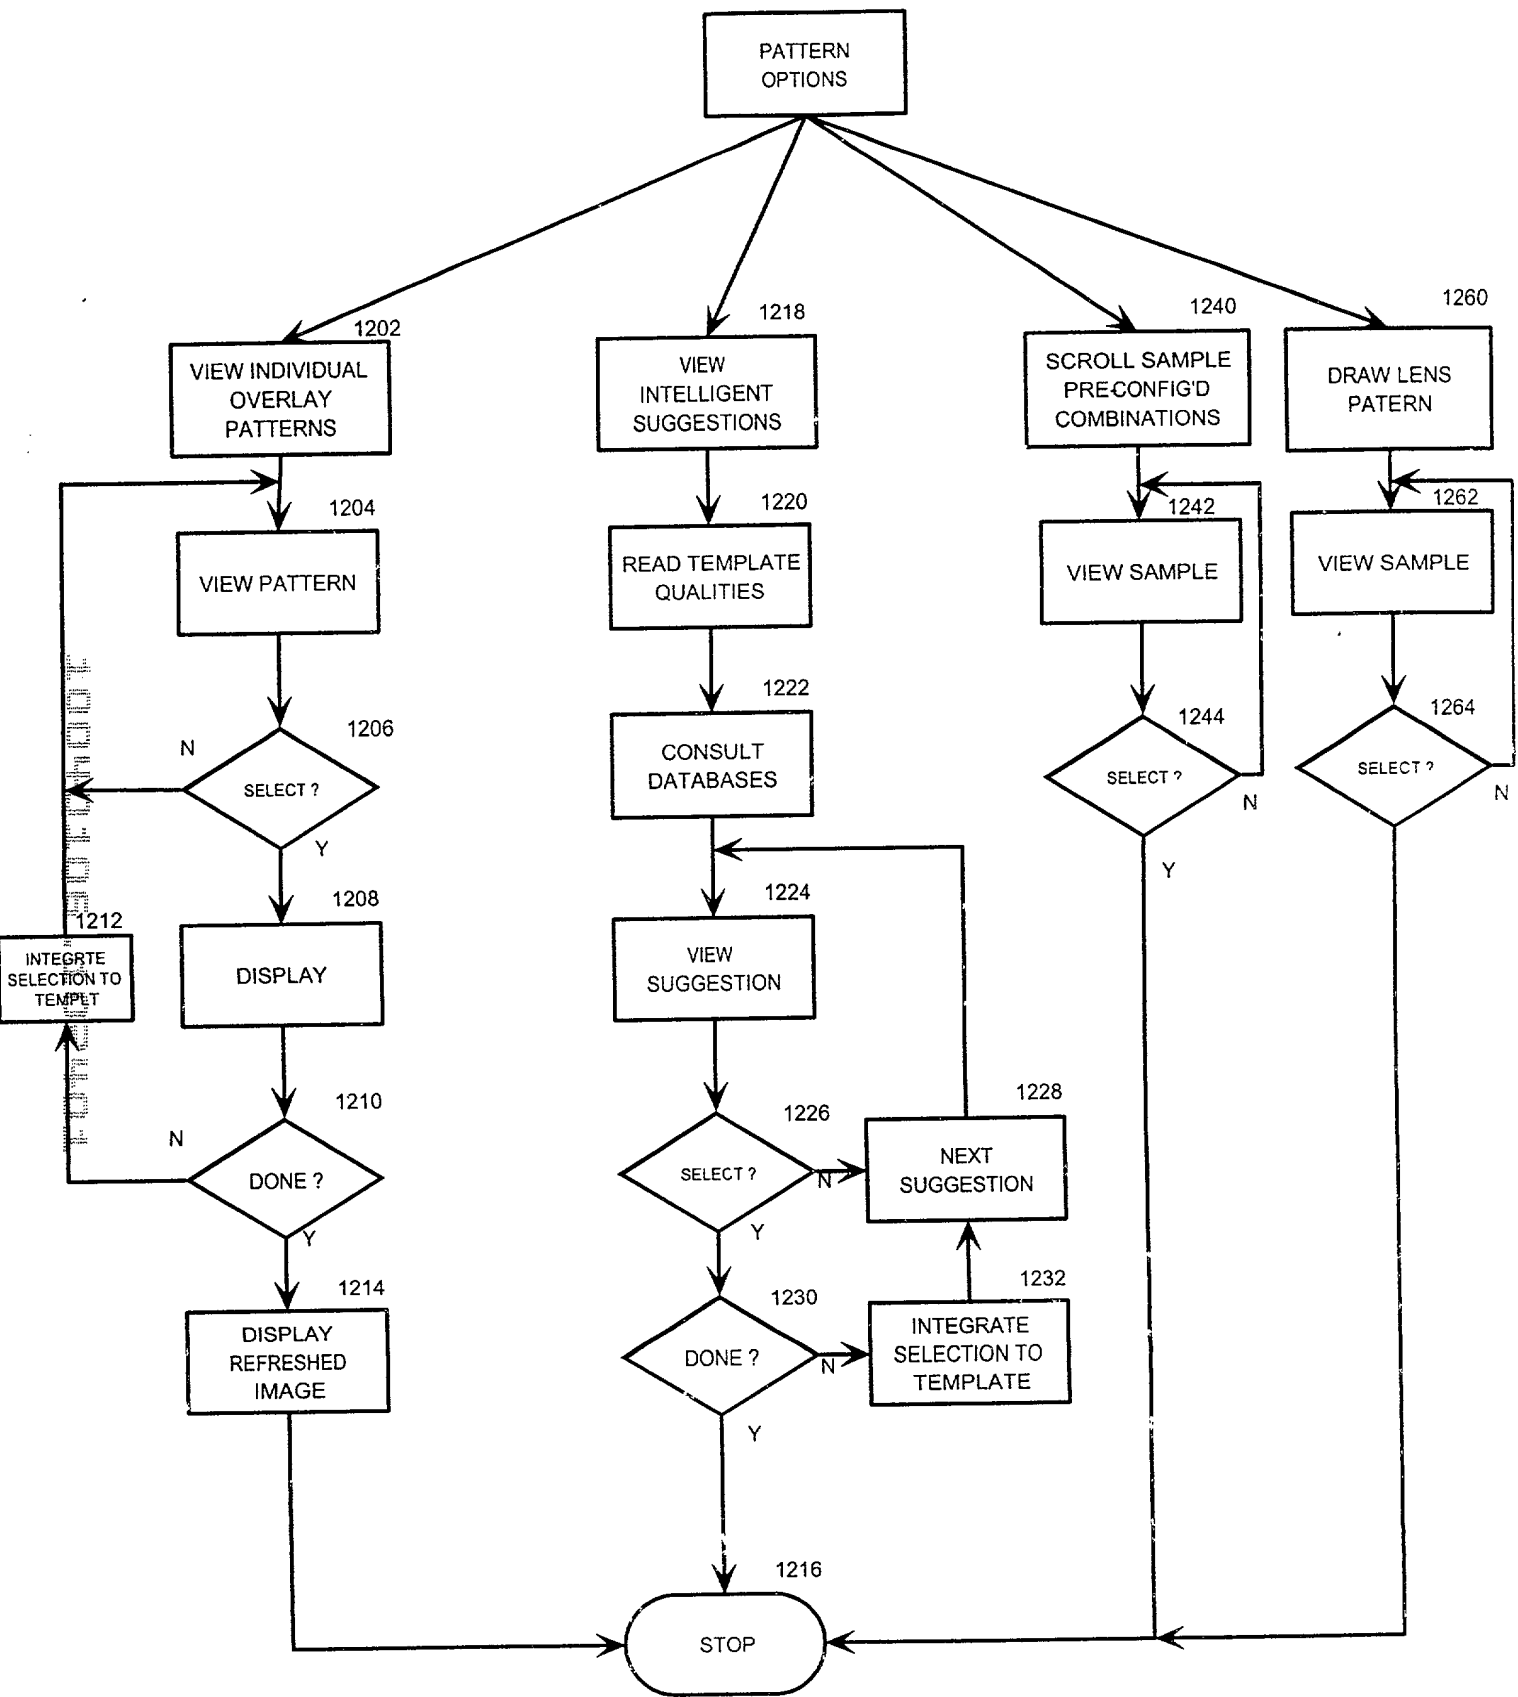 PATTERN
OPTIONS
1202
VIEW INDIVIDUAL
OVERLAY
PATTERNS
1204
VIEW PATTERN
1206
N
SELECT ?
Y
1208
DISPLAY
1212
INTEGRTE
SELECTION TO
TEMPLT
1210
N
DONE ?
Y
1214
DISPLAY
REFRESHED
IMAGE
1218
VIEW
INTELLIGENT
SUGGESTIONS
1220
READ TEMPLATE
QUALITIES
1222
CONSULT
DATABASES
1224
VIEW
SUGGESTION
1226
SELECT ?
N
Y
1228
NEXT
SUGGESTION
1230
DONE ?
N
Y
1232
INTEGRATE
SELECTION TO
TEMPLATE
1240
SCROLL SAMPLE
PRE-CONFIG'D
COMBINATIONS
1242
VIEW SAMPLE
1244
SELECT ?
N
Y
1260
DRAW LENS
PATERN
1262
VIEW SAMPLE
1264
SELECT ?
N
1216
STOP